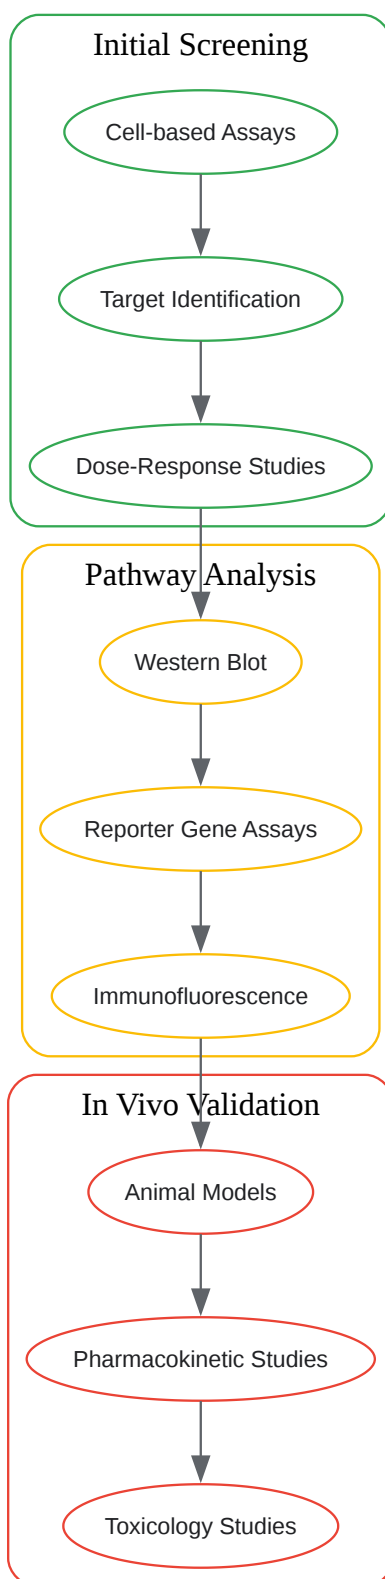 Initial Screening
Cell-based Assays
Target Identification
Dose-Response Studies
Pathway Analysis
Western Blot
Reporter Gene Assays
Immunofluorescence
In Vivo Validation
Animal Models
Pharmacokinetic Studies
Toxicology Studies